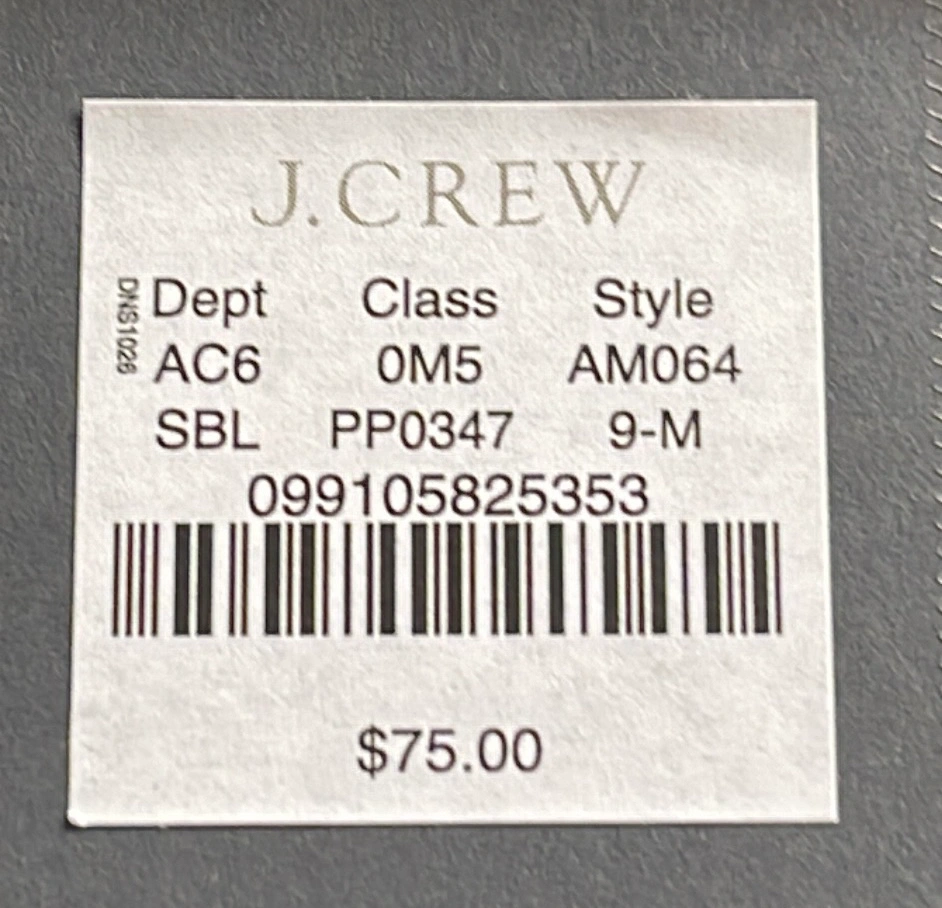 J.CREW
DNS1026
Dept Class Style
AC6 0M5 AM064
SBL PP0347 9-M
099105825353
$75.00